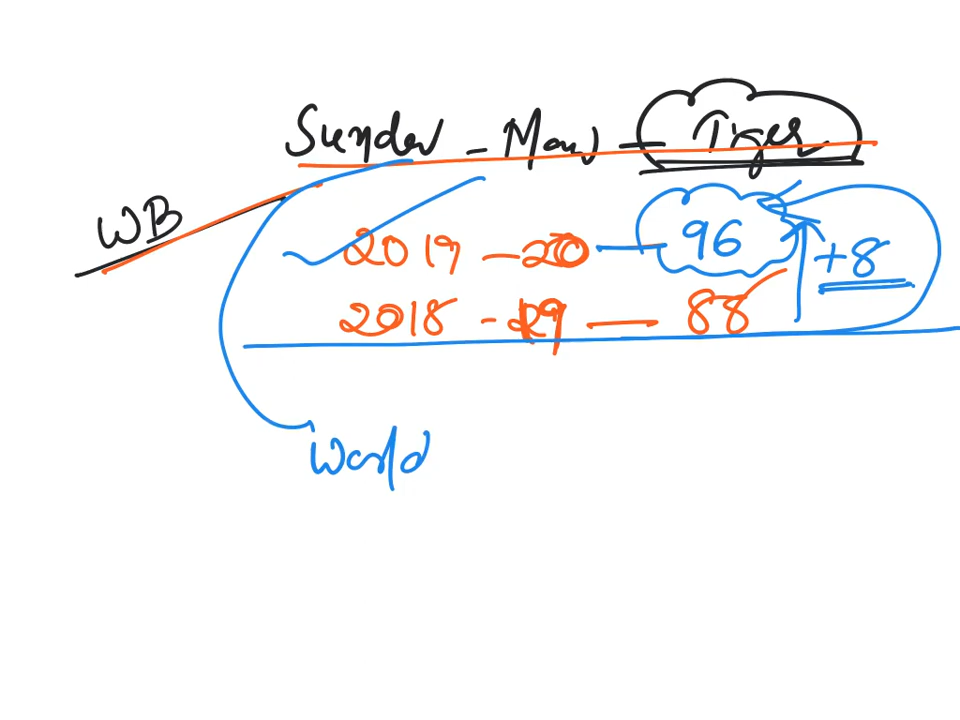 Sunder - Man - Tiger
WB
2019 - 20 — 96 +8
2018 - 19 — 88
World